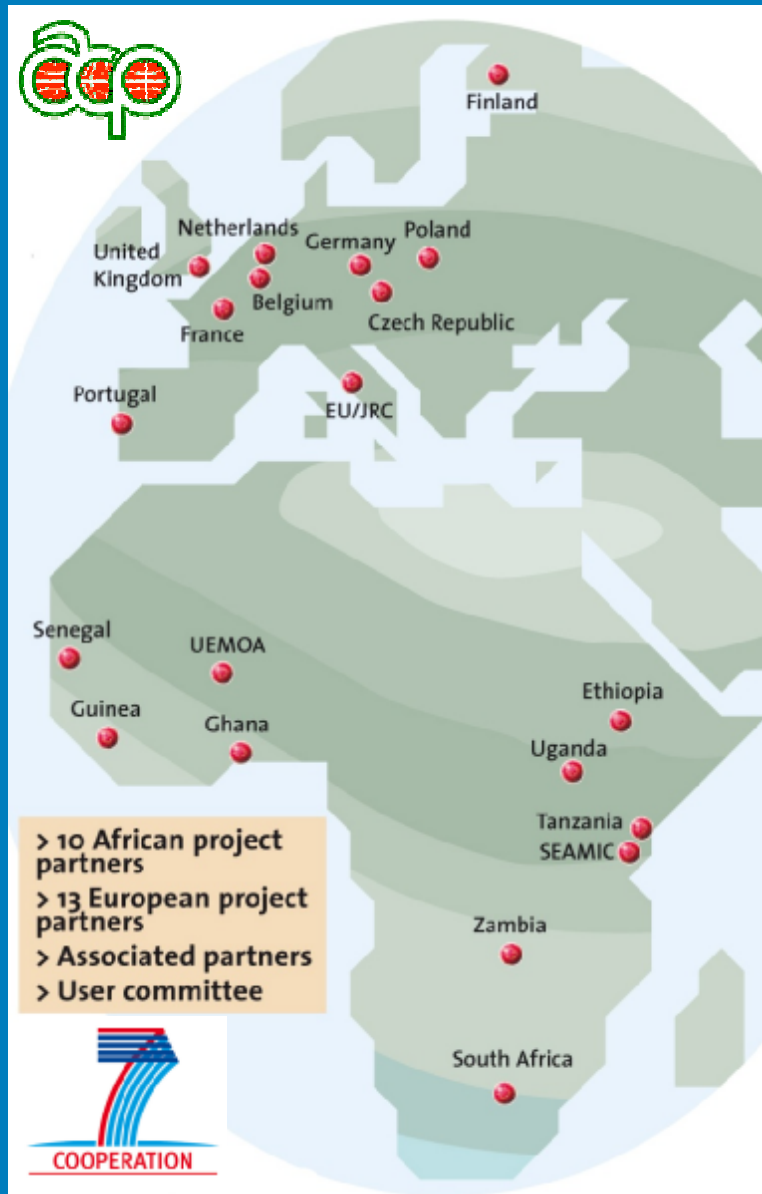 aap
Finland
Netherlands
Germany
Poland
United
Kingdom
Belgium
Czech Republic
France
Portugal
EU/JRC
Senegal
UEMOA
Guinea
Ghana
Ethiopia
Uganda
Tanzania
SEAMIC
> 10 African project
partners
> 13 European project
partners
> Associated partners
> User committee
Zambia
South Africa
7
COOPERATION